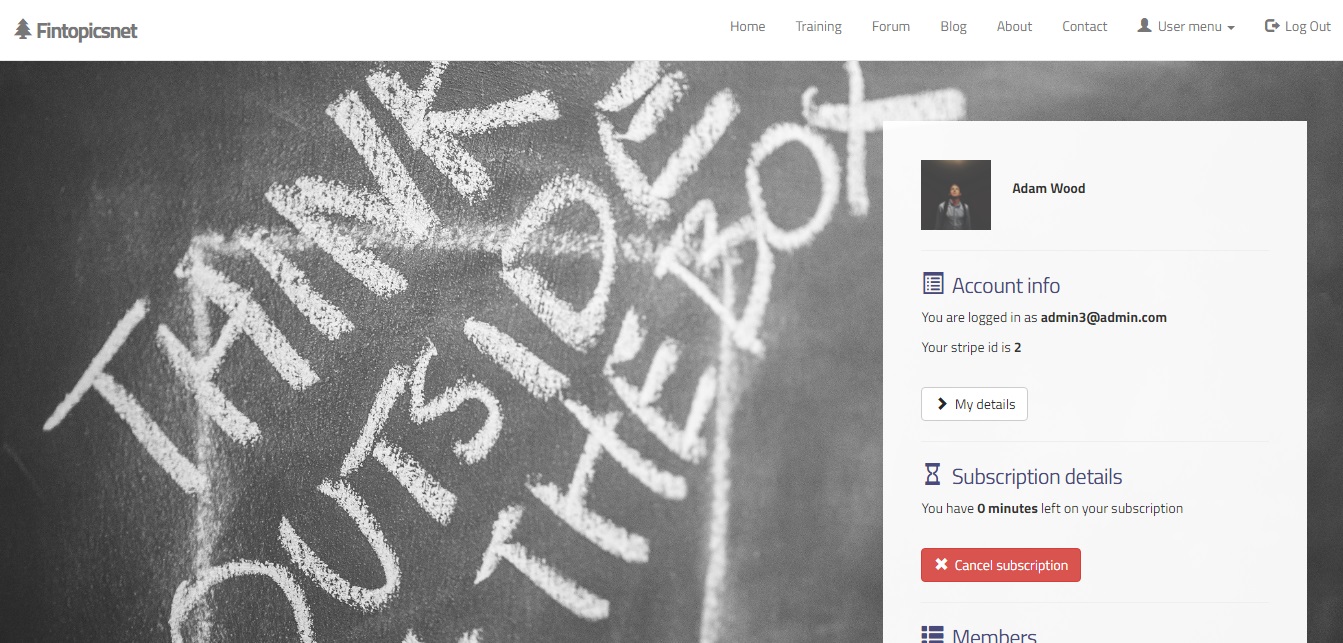 Fintopicsnet
Home Training Forum Blog About Contact User menu Log Out
THINK
OUTSIDE
THE BOX
Adam Wood
Account info
You are logged in as admin3@admin.com
Your stripe id is 2
My details
Subscription details
You have 0 minutes left on your subscription
Cancel subscription
Members